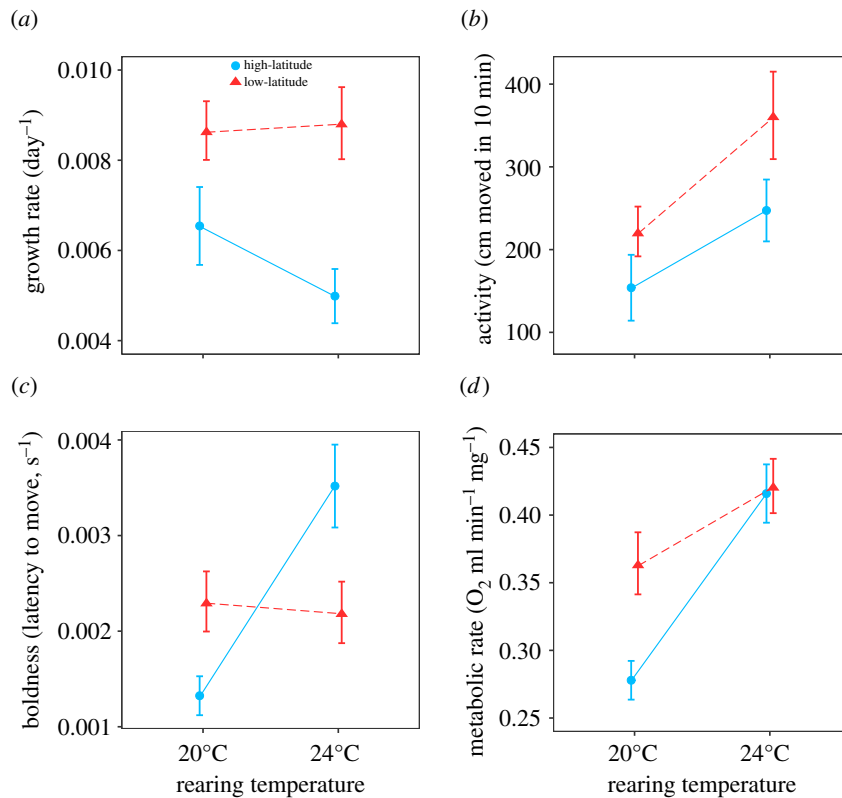 (a)
growth rate (day⁻¹)
0.010
0.008
0.006
0.004
high-latitude
low-latitude
(b)
activity (cm moved in 10 min)
400
300
200
100
(c)
boldness (latency to move, s⁻¹)
0.004
0.003
0.002
0.001
20°C 24°C
rearing temperature
(d)
metabolic rate (O₂ ml min⁻¹ mg⁻¹)
0.45
0.40
0.35
0.30
0.25
20°C 24°C
rearing temperature